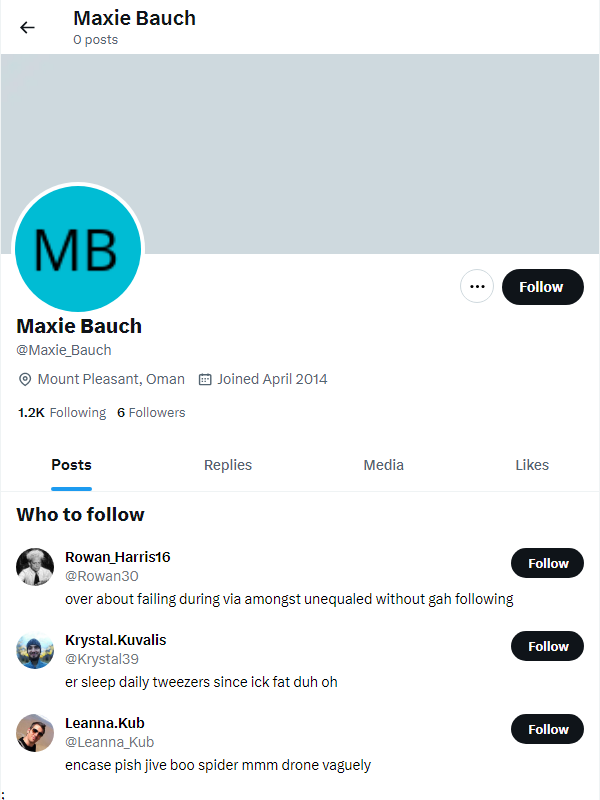 Maxie Bauch
0 posts
MB
Follow
Maxie Bauch
@Maxie_Bauch
Mount Pleasant, Oman Joined April 2014
1.2K Following 6 Followers
Posts Replies Media Likes
Who to follow
Rowan_Harris16
@Rowan30
Follow
over about failing during via amongst unequaled without gah following
Krystal.Kuvalis
@Krystal39
Follow
er sleep daily tweezers since ick fat duh oh
Leanna.Kub
@Leanna_Kub
Follow
encase pish jive boo spider mmm drone vaguely
;